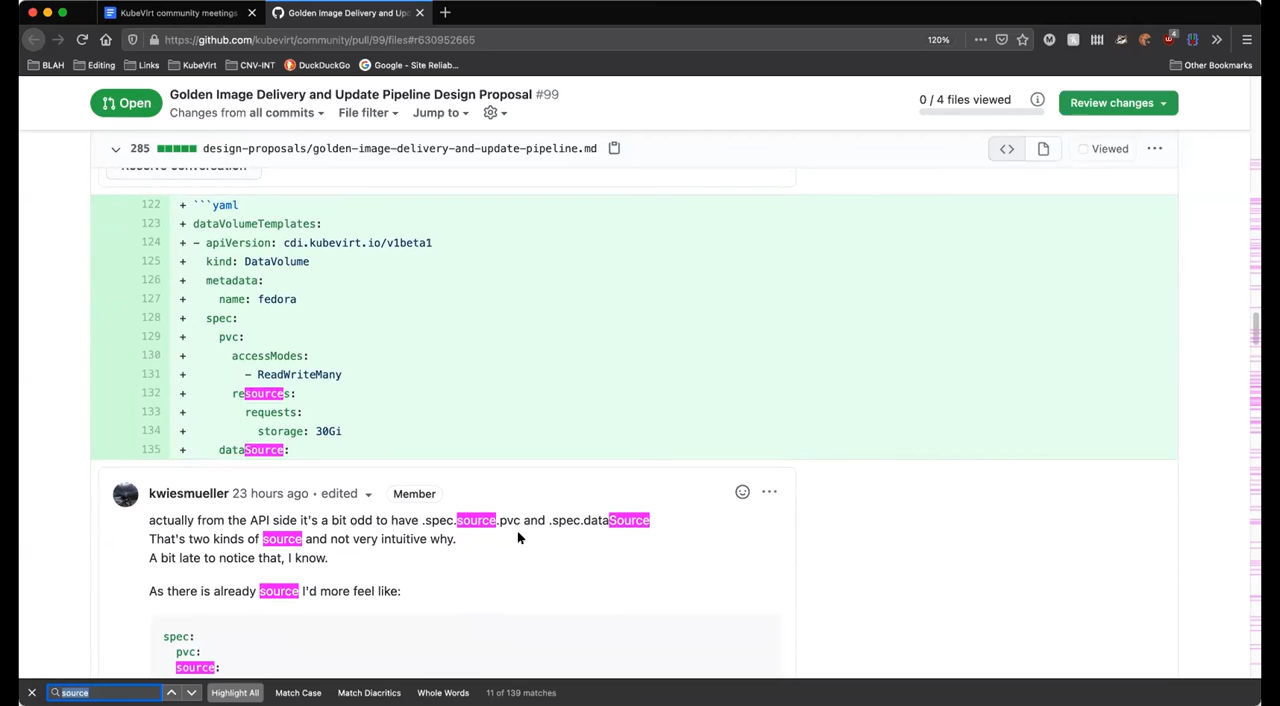 KubeVirt community meetings
Golden Image Delivery and Upd
https://github.com/kubevirt/community/pull/99/files#r630952665
120%
4
BLAH
Editing
Links
KubeVirt
CNV-INT
DuckDuckGo
Google - Site Reliab...
Other Bookmarks
Open
Golden Image Delivery and Update Pipeline Design Proposal #99
Changes from all commits
File filter
Jump to
0 / 4 files viewed
Review changes
285
design-proposals/golden-image-delivery-and-update-pipeline.md
Viewed
122 + ```yaml
123 + dataVolumeTemplates:
124 + - apiVersion: cdi.kubevirt.io/v1beta1
125 + kind: DataVolume
126 + metadata:
127 + name: fedora
128 + spec:
129 + pvc:
130 + accessModes:
131 + - ReadWriteMany
132 + resources:
133 + requests:
134 + storage: 30Gi
135 + dataSource:
kwiesmueller 23 hours ago • edited
Member
actually from the API side it's a bit odd to have .spec.source.pvc and .spec.dataSource
That's two kinds of source and not very intuitive why.
A bit late to notice that, I know.
As there is already source I'd more feel like:
spec:
pvc:
source:
source
Highlight All
Match Case
Match Diacritics
Whole Words
11 of 139 matches